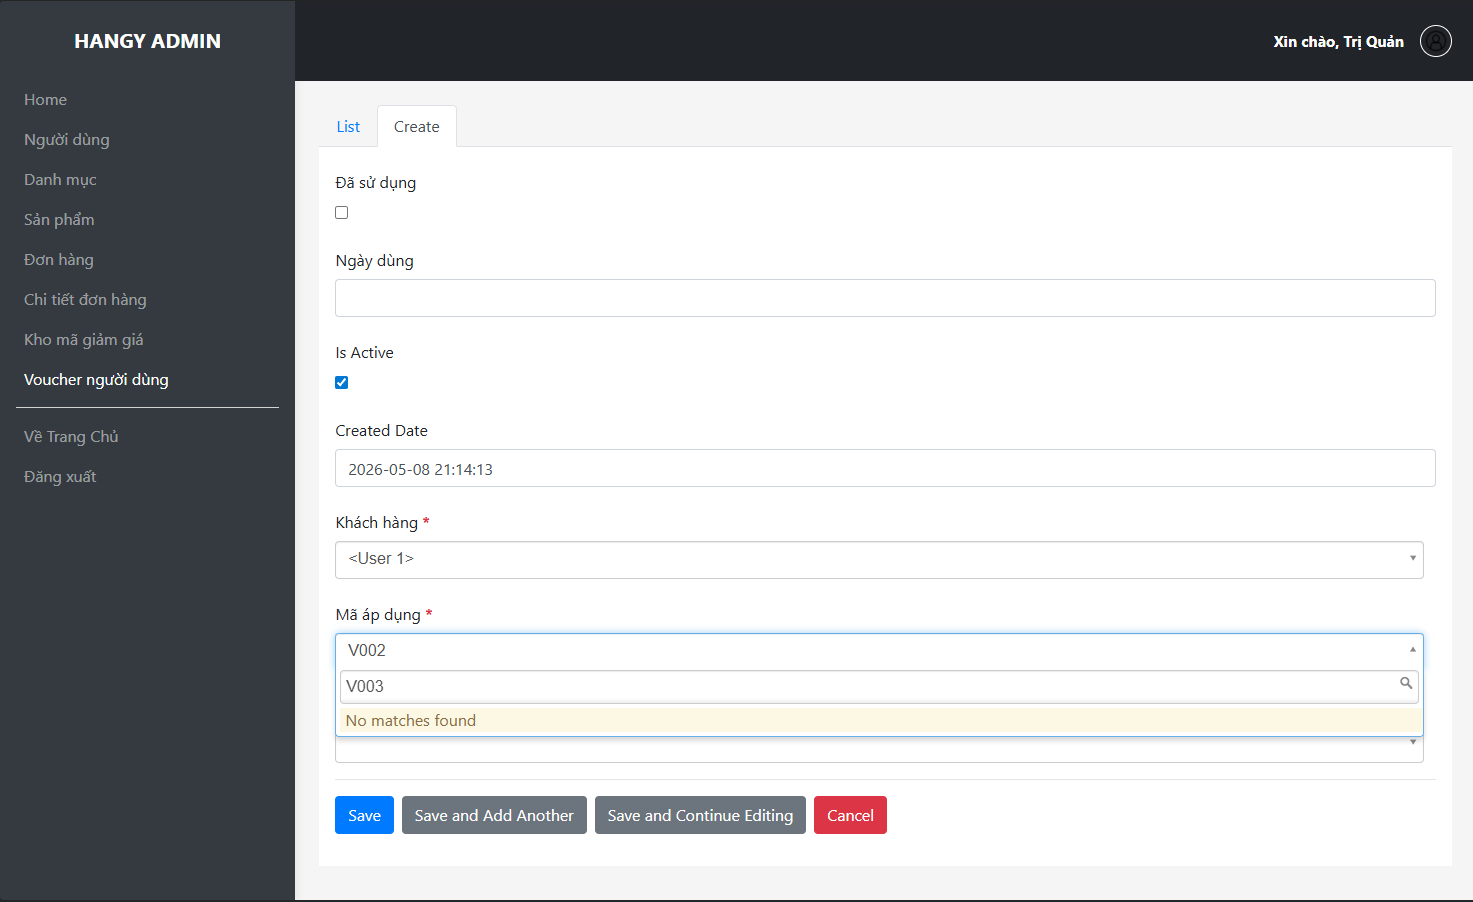 HANGY ADMIN
Xin chào, Trị Quản
Home
Người dùng
Danh mục
Sản phẩm
Đơn hàng
Chi tiết đơn hàng
Kho mã giảm giá
Voucher người dùng
Về Trang Chủ
Đăng xuất
List
Create
Đã sử dụng
Ngày dùng
Is Active
Created Date
2026-05-08 21:14:13
Khách hàng *
<User 1>
Mã áp dụng *
V002
V003
No matches found
Save
Save and Add Another
Save and Continue Editing
Cancel